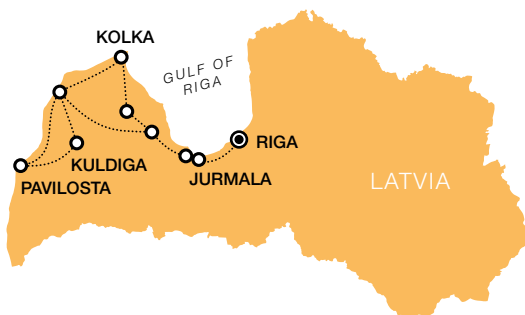 KOLKA
GULF OF
RIGA
RIGA
KULDIGA
JURMALA
LATVIA
PAVILOSTA